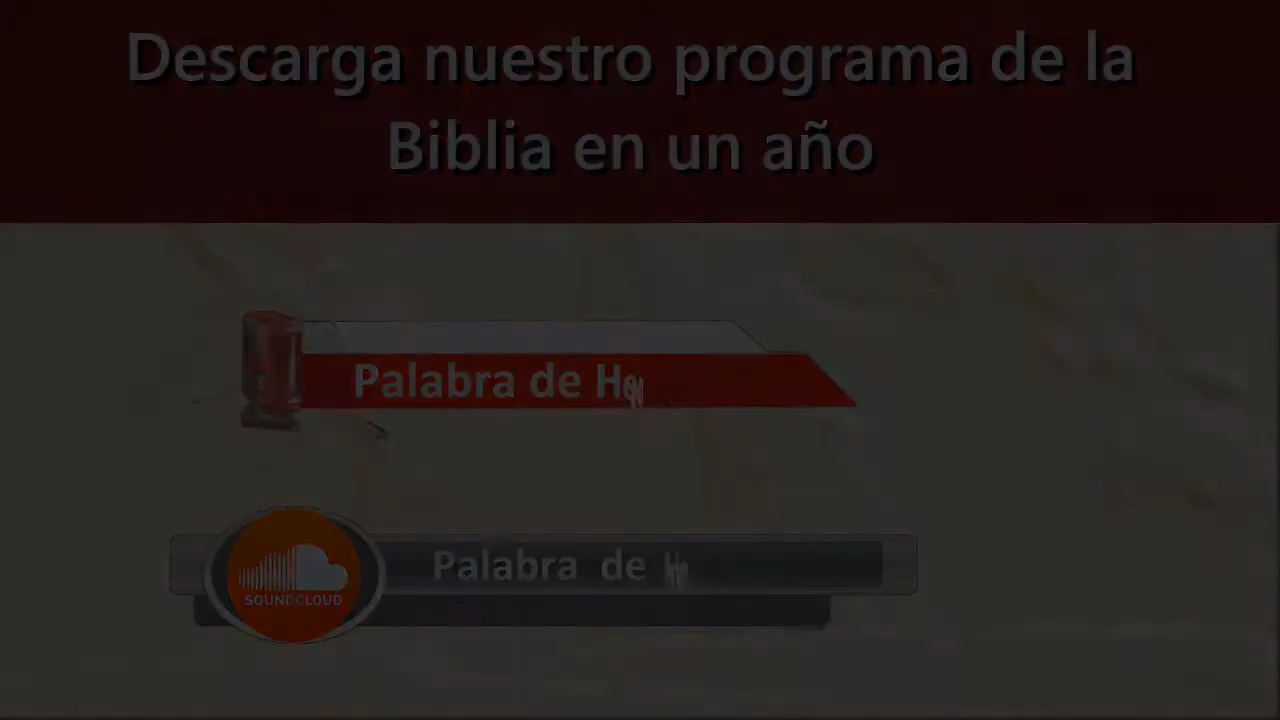 Descarga nuestro programa de la
Biblia en un año
Palabra de
Palabra de
SOUNDCLOUD